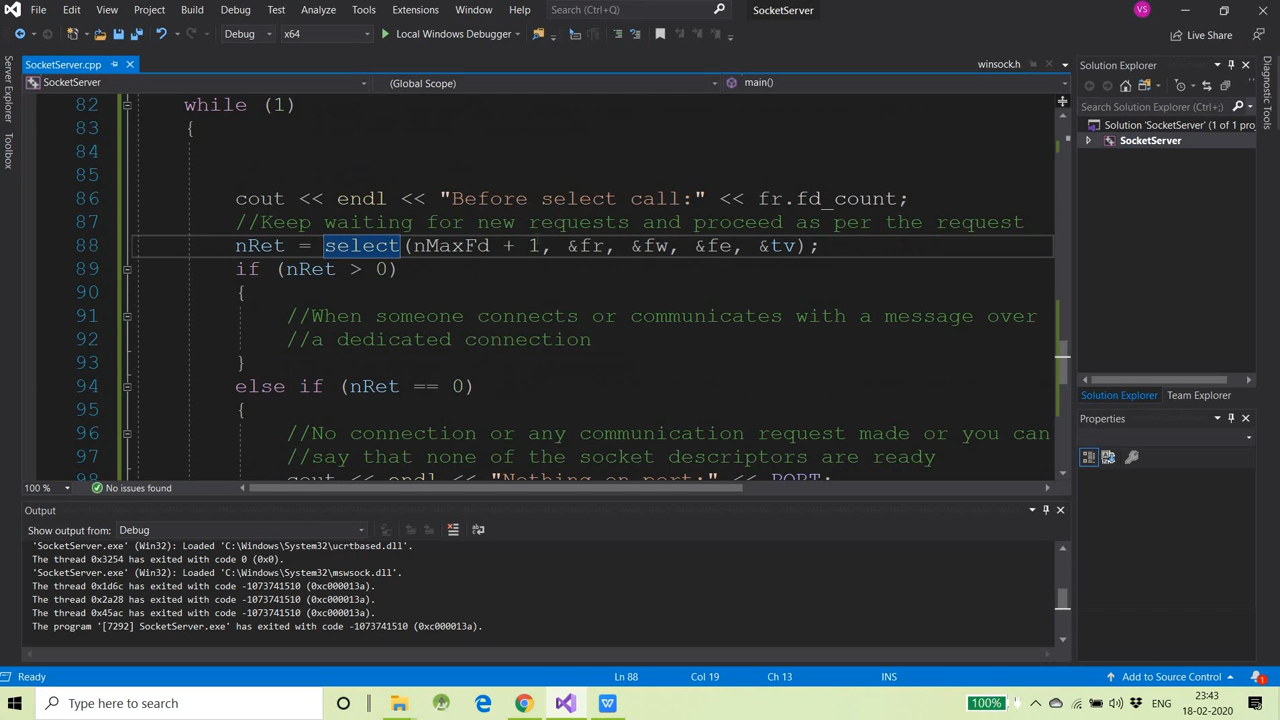 File Edit View Project Build Debug Test Analyze Tools Extensions Window Help Search (Ctrl+Q) SocketServer VS
Debug x64 Local Windows Debugger Live Share
SocketServer.cpp winsock.h
SocketServer (Global Scope) main()
Server Explorer
Toolbox
82 while (1)
83 {
84
85
86 cout << endl << "Before select call:" << fr.fd_count;
87 //Keep waiting for new requests and proceed as per the request
88 nRet = select(nMaxFd + 1, &fr, &fw, &fe, &tv);
89 if (nRet > 0)
90 {
91 //When someone connects or communicates with a message over
92 //a dedicated connection
93 }
94 else if (nRet == 0)
95 {
96 //No connection or any communication request made or you can
97 //say that none of the socket descriptors are ready
98 cout << endl << "Nothing on port:" << PORT;
100 % No issues found
Output
Show output from: Debug
'SocketServer.exe' (Win32): Loaded 'C:\Windows\System32\ucrtbased.dll'.
The thread 0x3254 has exited with code 0 (0x0).
'SocketServer.exe' (Win32): Loaded 'C:\Windows\System32\mswsock.dll'.
The thread 0x1d6c has exited with code -1073741510 (0xc000013a).
The thread 0x2a28 has exited with code -1073741510 (0xc000013a).
The thread 0x45ac has exited with code -1073741510 (0xc000013a).
The program '[7292] SocketServer.exe' has exited with code -1073741510 (0xc000013a).
Solution Explorer
Search Solution Explorer (Ctrl+;)
Solution 'SocketServer' (1 of 1 pro
SocketServer
Solution Explorer Team Explorer
Properties
Diagnostic Tools
Ready Ln 88 Col 19 Ch 13 INS Add to Source Control 1
Type here to search 100% ENG 23:43
18-02-2020